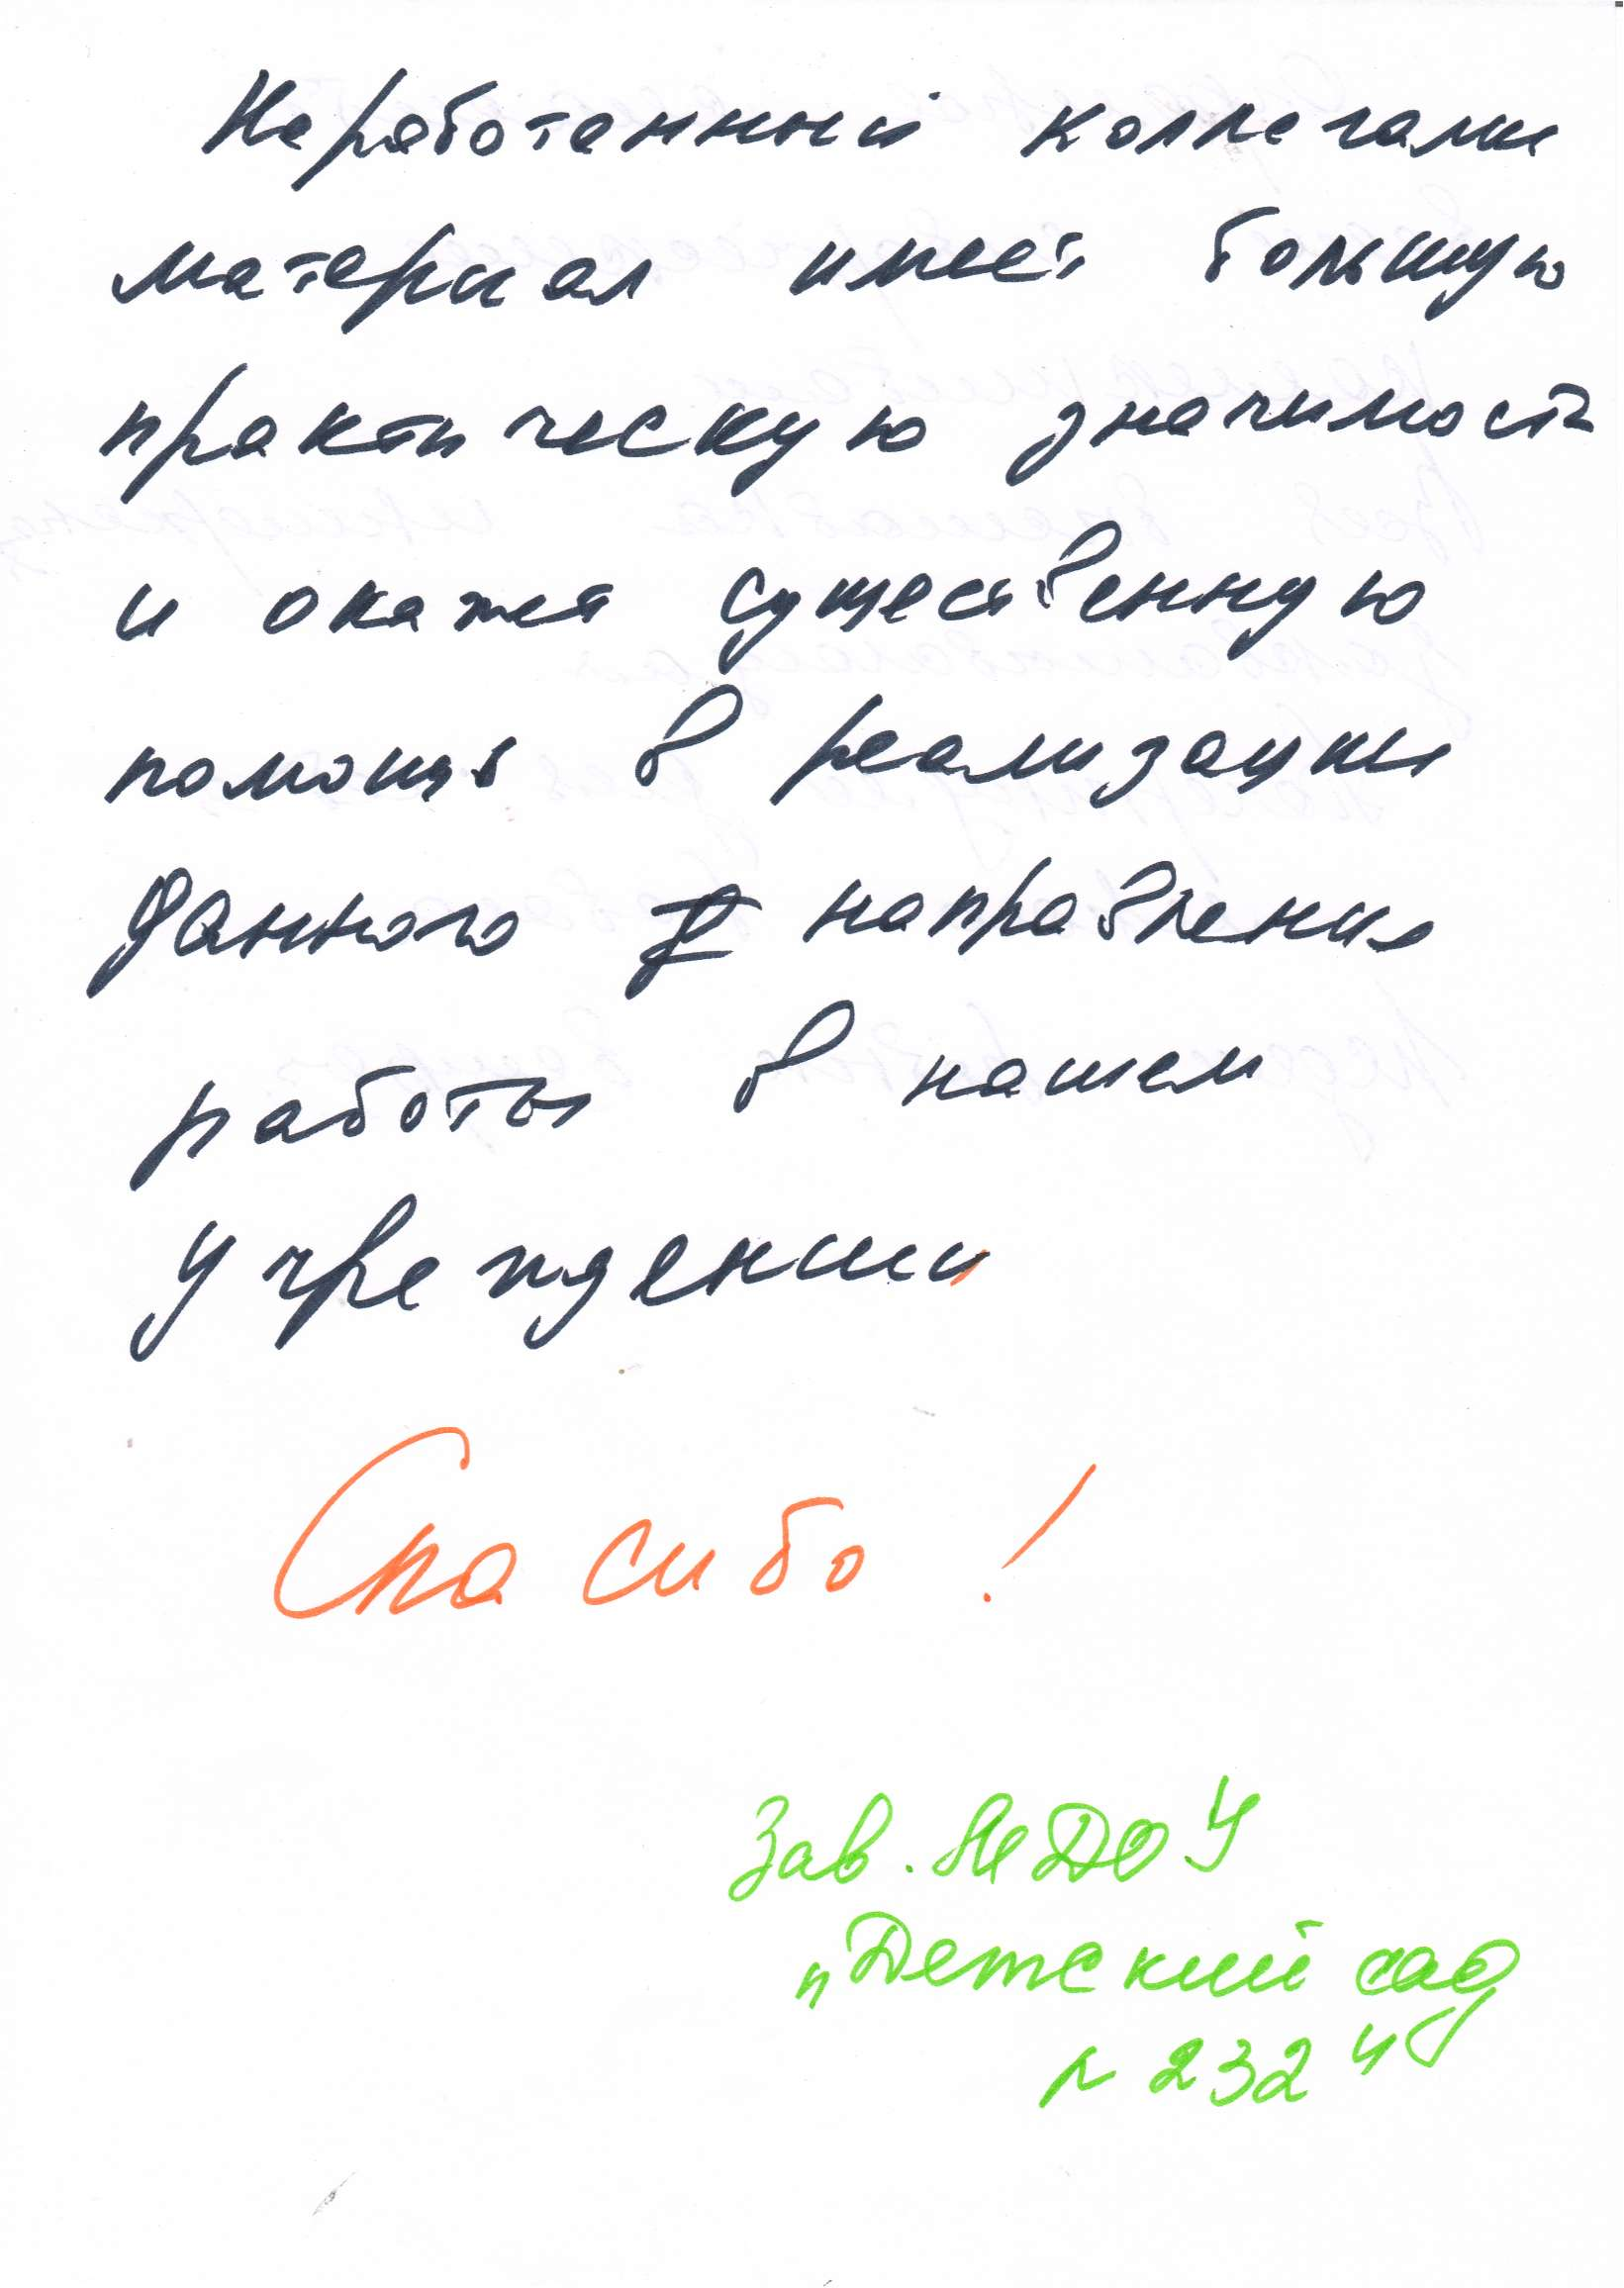 Наработанный коллегами
материал имеет большую
практическую значимость
и окажет существенную
помощь в реализации
данного направления
работы в нашем
учреждении
Спасибо!
Зав. МДОУ
"Детский сад
№ 232"